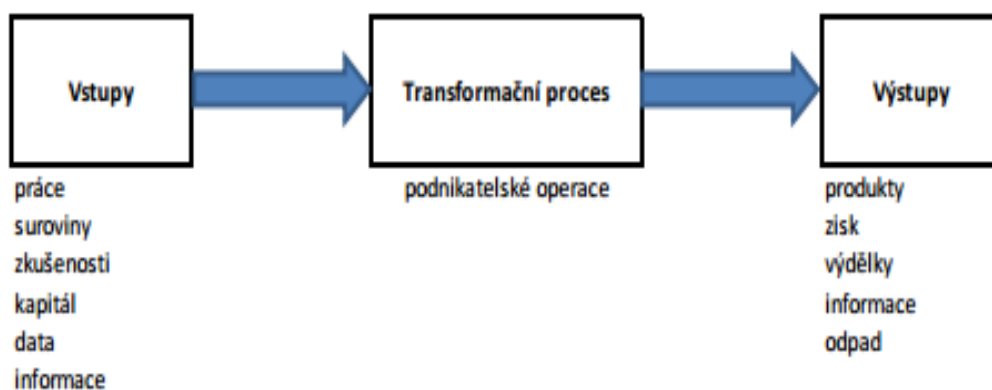 Vstupy
Transformační proces
Výstupy
práce
suroviny
zkušenosti
kapitál
data
informace
podnikatelské operace
produkty
zisk
výdělky
informace
odpad